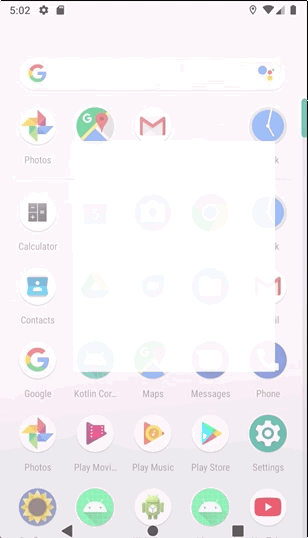 5:02
Photos
k
Calculator
k
Contacts
il
Google Kotlin Cor... Maps Messages Phone
Photos Play Movi... Play Music Play Store Settings